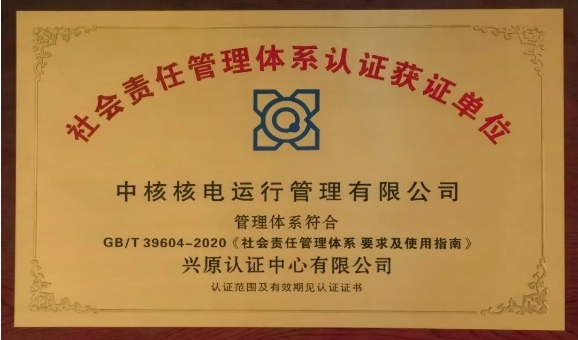 社会责任管理体系认证获证单位
中核核电运行管理有限公司
管理体系符合
GB/T 39604-2020《社会责任管理体系 要求及使用指南》
兴原认证中心有限公司
认证范围及有效期见认证证书